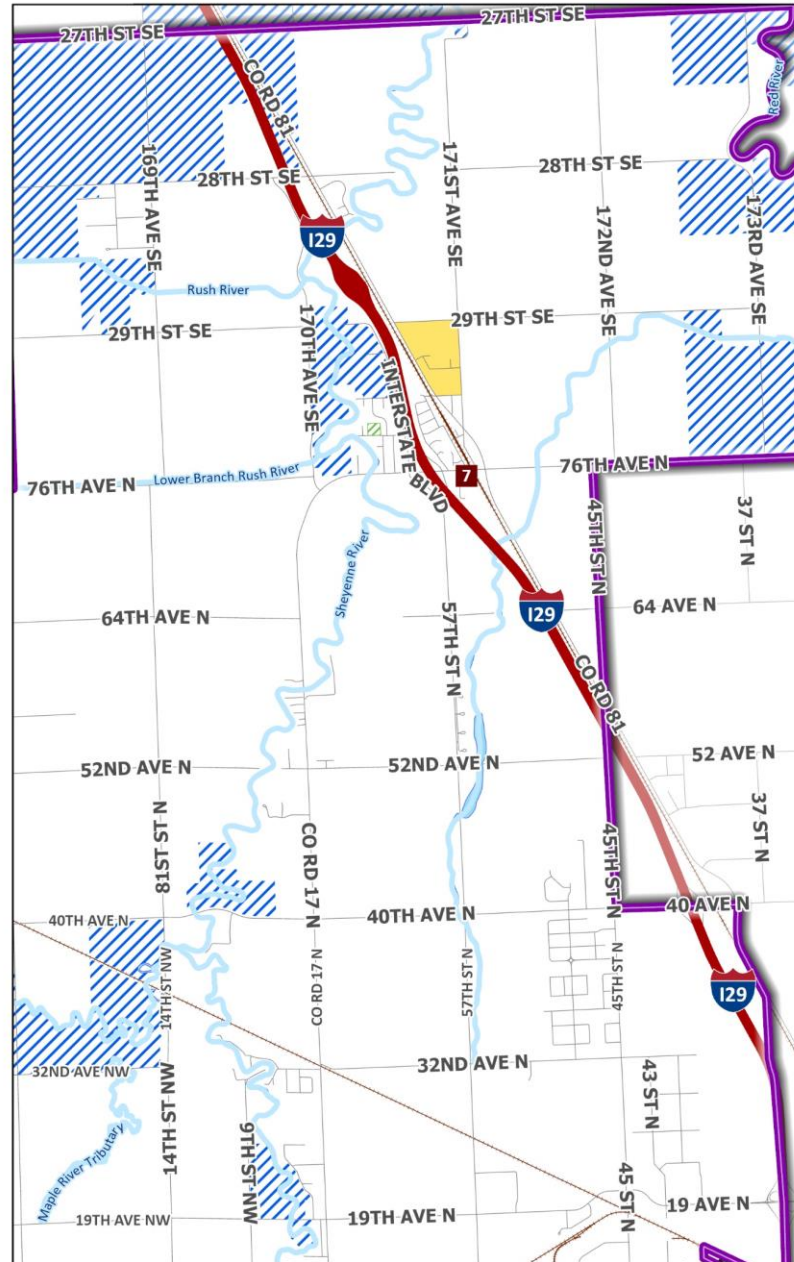 27TH ST SE
27TH ST SE
CO RD 81
Red River
169TH AVE SE
28TH ST SE
171ST AVE SE
28TH ST SE
172ND AVE SE
173RD AVE SE
I29
Rush River
29TH ST SE
170TH AVE SE
29TH ST SE
INTERSTATE BLVD
76TH AVE N
Lower Branch Rush River
7
76TH AVE N
45TH ST N
37 ST N
Sheyenne River
64TH AVE N
57TH ST N
I29
64 AVE N
CO RD 81
52ND AVE N
52ND AVE N
52 AVE N
81ST ST N
CO RD 17 N
45TH ST N
37 ST N
40TH AVE N
40TH AVE N
40 AVE N
14TH ST NW
CO RD 17 N
57TH ST N
45TH ST N
I29
32ND AVE NW
32ND AVE N
14TH ST NW
43 ST N
Maple River Tributary
9TH ST NW
45 ST N
19TH AVE NW
19TH AVE N
19 AVE N